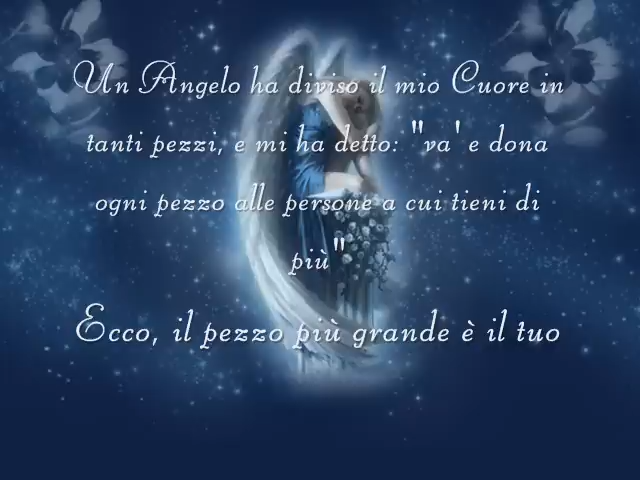 Un Angelo ha diviso il mio Cuore in
tanti pezzi, e mi ha detto: "va' e dona
ogni pezzo alle persone a cui tieni di
più"
Ecco, il pezzo più grande è il tuo